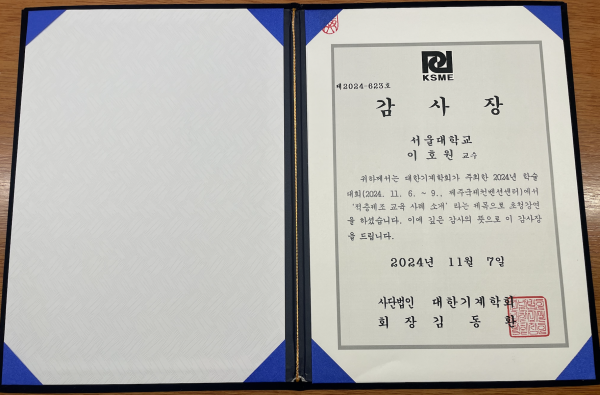 KSME
제2024-623호
감 사 장
서울대학교
이 호 원 교수
위하께서는 대한기계학회가 주최한 2024년 학술
대회(2024. 11. 6. ~ 9., 제주국제컨벤션센터)에서
'적층제조 교육 사례 소개' 라는 제목으로 초청강연
을 하셨습니다. 이에 깊은 감사의 뜻으로 이 감사장
을 드립니다.
2024년 11월 7일
사단법인 대한기계학회
회 장 김 동 환